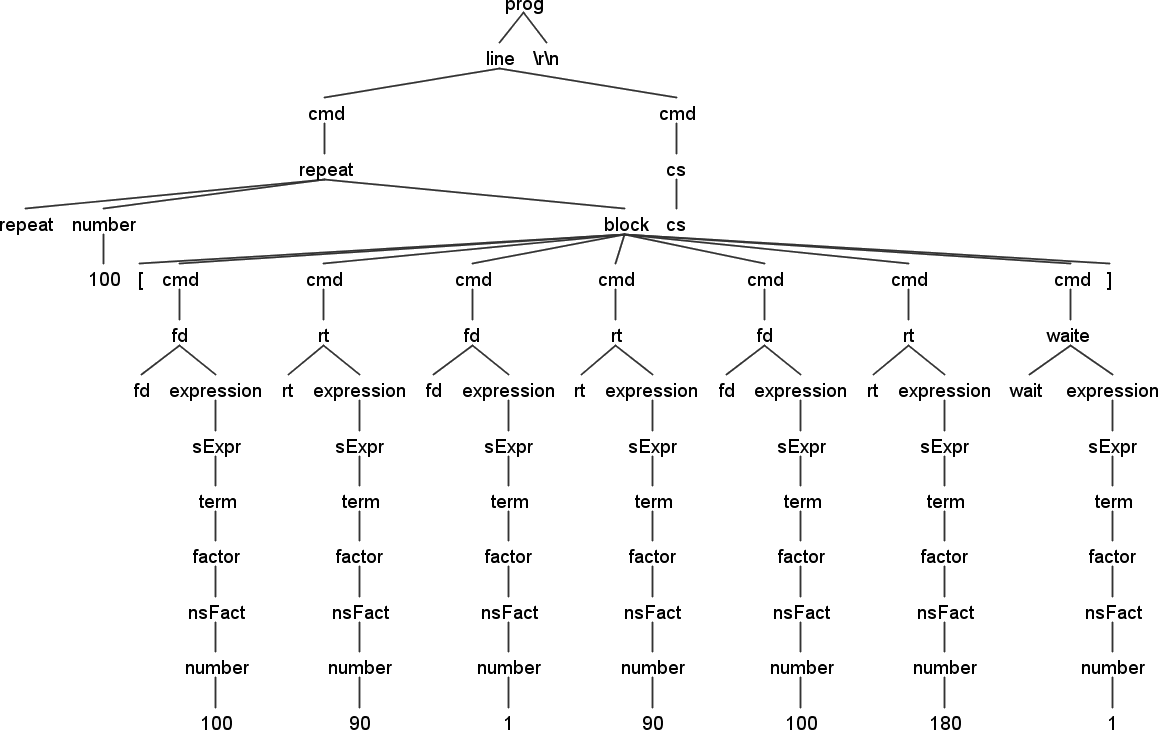 prog
line \r\n
cmd cmd
repeat cs
repeat number block cs
100 [ cmd cmd cmd cmd cmd cmd cmd ]
fd rt fd rt fd rt waite
fd expression rt expression fd expression rt expression fd expression rt expression wait expression
sExpr sExpr sExpr sExpr sExpr sExpr sExpr
term term term term term term term
factor factor factor factor factor factor factor
nsFact nsFact nsFact nsFact nsFact nsFact nsFact
number number number number number number number
100 90 1 90 100 180 1